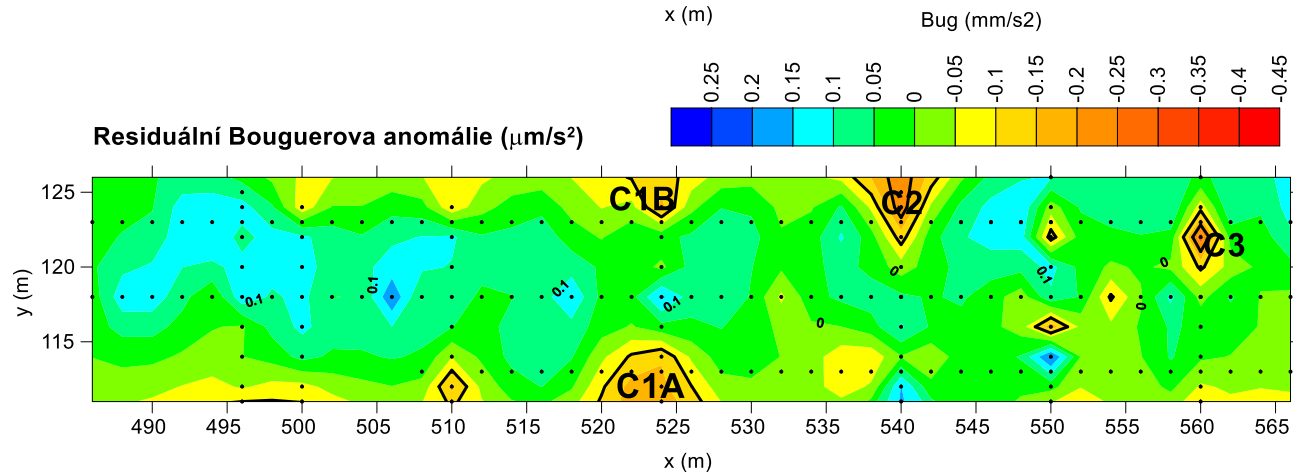 x (m)
Bug (mm/s2)
0.25 0.2 0.15 0.1 0.05 0 -0.05 -0.1 -0.15 -0.2 -0.25 -0.3 -0.35 -0.4 -0.45
Residuální Bouguerova anomálie (μm/s²)
125
120
115
y (m)
C1B
C2
C3
C1A
0.1
0.1
0.1
0.1
0
0
0.1
0
0
490 495 500 505 510 515 520 525 530 535 540 545 550 555 560 565
x (m)